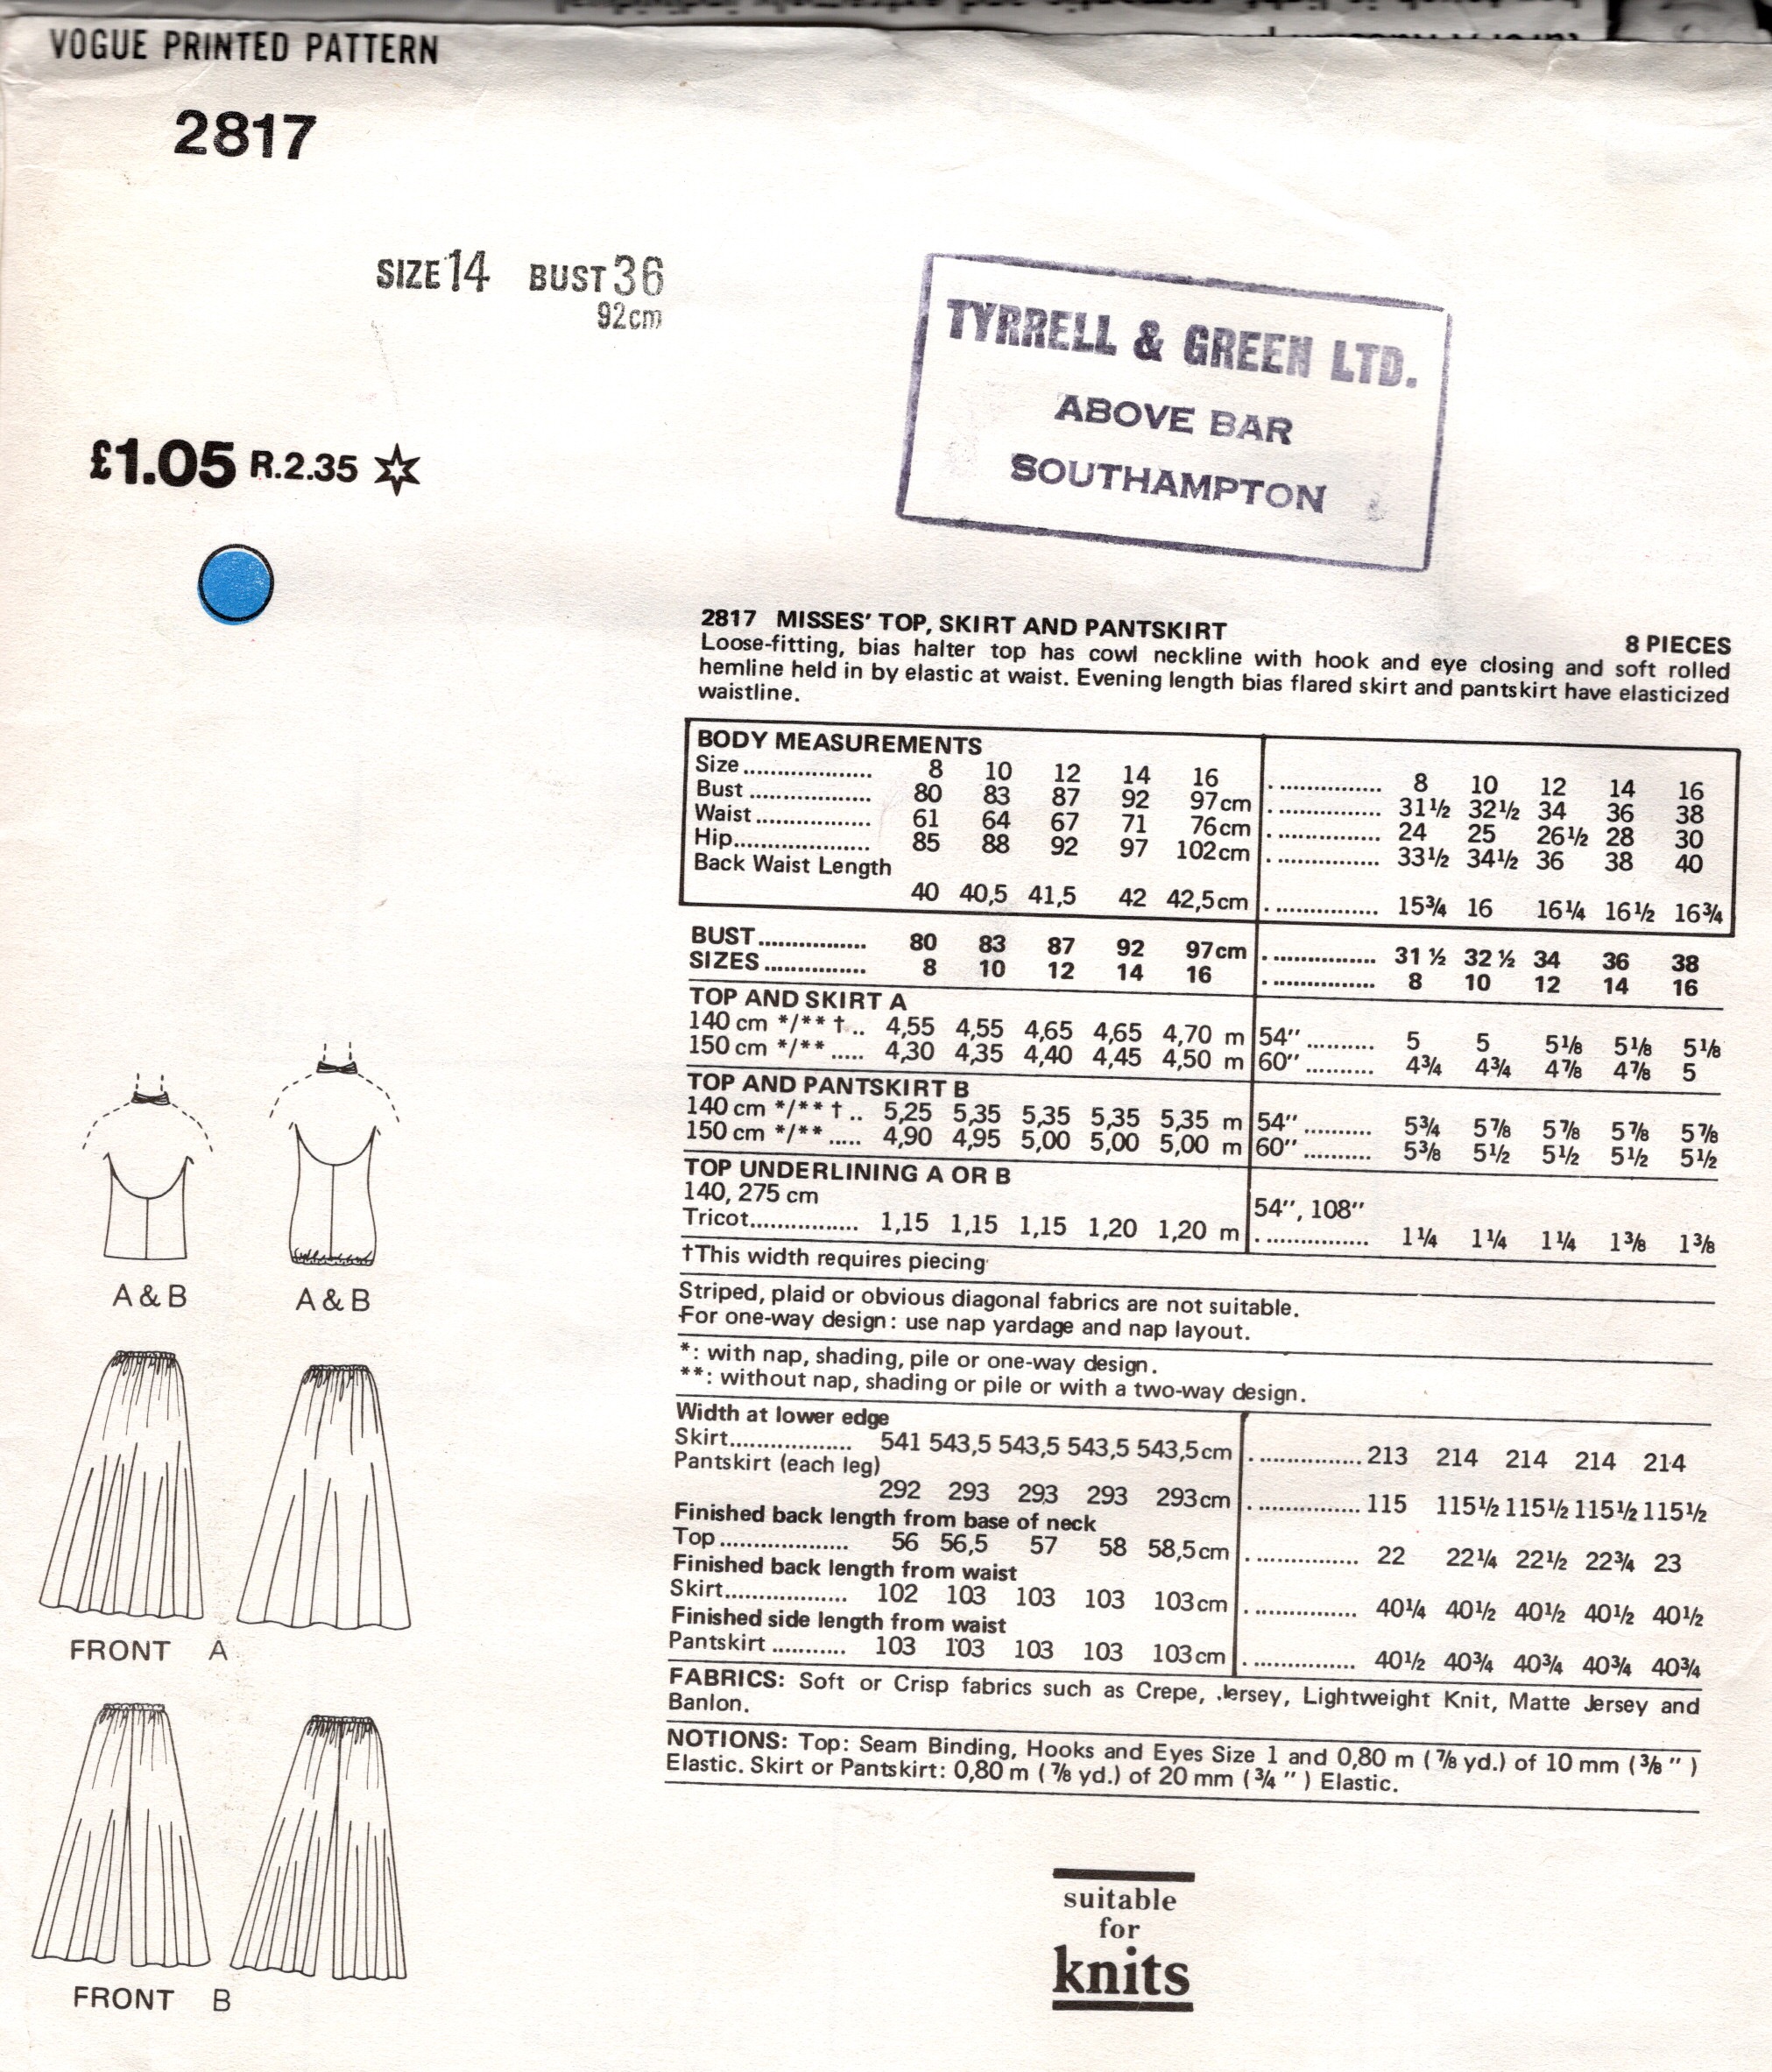 VOGUE PRINTED PATTERN
2817
SIZE 14 BUST 36
92cm
TYRRELL & GREEN LTD.
ABOVE BAR
SOUTHAMPTON
£1.05 R.2.35
2817 MISSES' TOP, SKIRT AND PANTSKIRT 8 PIECES
Loose-fitting, bias halter top has cowl neckline with hook and eye closing and soft rolled
hemline held in by elastic at waist. Evening length bias flared skirt and pantskirt have elasticized
waistline.
BODY MEASUREMENTS
Size................... 8 10 12 14 16 ................ 8 10 12 14 16
Bust .................. 80 83 87 92 97cm ................ 31½ 32½ 34 36 38
Waist ................. 61 64 67 71 76cm ................ 24 25 26½ 28 30
Hip.................... 85 88 92 97 102cm ................ 33½ 34½ 36 38 40
Back Waist Length
40 40,5 41,5 42 42,5cm ................ 15¾ 16 16¼ 16½ 16¾
BUST................ 80 83 87 92 97cm ................ 31 ½ 32 ½ 34 36 38
SIZES ............... 8 10 12 14 16 ................ 8 10 12 14 16
TOP AND SKIRT A
140 cm */** † .. 4,55 4,55 4,65 4,65 4,70 m 54" .......... 5 5 5⅛ 5⅛ 5⅛
150 cm */** ..... 4,30 4,35 4,40 4,45 4,50 m 60" .......... 4¾ 4¾ 4⅞ 4⅞ 5
TOP AND PANTSKIRT B
140 cm */** † .. 5,25 5,35 5,35 5,35 5,35 m 54" .......... 5¾ 5⅞ 5⅞ 5⅞ 5⅞
150 cm */** ..... 4,90 4,95 5,00 5,00 5,00 m 60" .......... 5⅜ 5½ 5½ 5½ 5½
TOP UNDERLINING A OR B
140, 275 cm 54", 108"
Tricot................ 1,15 1,15 1,15 1,20 1,20 m ................ 1¼ 1¼ 1¼ 1⅜ 1⅜
†This width requires piecing
Striped, plaid or obvious diagonal fabrics are not suitable.
For one-way design: use nap yardage and nap layout.
*: with nap, shading, pile or one-way design.
**: without nap, shading or pile or with a two-way design.
Width at lower edge
Skirt.................. 541 543,5 543,5 543,5 543,5cm ................ 213 214 214 214 214
Pantskirt (each leg)
292 293 293 293 293cm ................ 115 115½ 115½ 115½ 115½
Finished back length from base of neck
Top ................... 56 56,5 57 58 58,5cm ................ 22 22¼ 22½ 22¾ 23
Finished back length from waist
Skirt.................. 102 103 103 103 103cm ................ 40¼ 40½ 40½ 40½ 40½
Finished side length from waist
Pantskirt ........... 103 103 103 103 103cm ................ 40½ 40¾ 40¾ 40¾ 40¾
FABRICS: Soft or Crisp fabrics such as Crepe, Jersey, Lightweight Knit, Matte Jersey and
Banlon.
NOTIONS: Top: Seam Binding, Hooks and Eyes Size 1 and 0,80 m (⅞ yd.) of 10 mm (⅜ ")
Elastic. Skirt or Pantskirt: 0,80 m (⅞ yd.) of 20 mm (¾ ") Elastic.
A & B A & B
FRONT A
FRONT B
suitable
for
knits